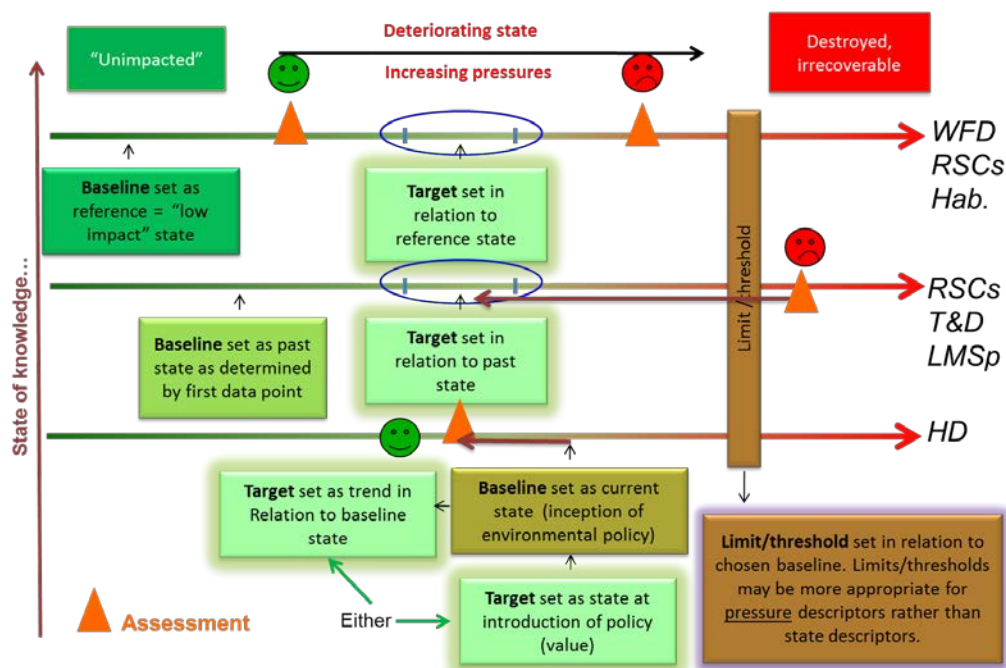 Deteriorating state
"Unimpacted"
Destroyed,
irrecoverable
Increasing pressures
WFD
RSCs
Hab.
Baseline set as
reference = "low
impact" state
Target set in
relation to
reference state
State of knowledge...
Limit /threshold
RSCs
T&D
LMSp
Baseline set as past
state as determined
by first data point
Target set in
relation to past
state
HD
Target set as trend in
Relation to baseline
state
Baseline set as current
state (inception of
environmental policy)
Limit/threshold set in relation to
chosen baseline. Limits/thresholds
may be more appropriate for
pressure descriptors rather than
state descriptors.
Either
Target set as state at
introduction of policy
(value)
Assessment